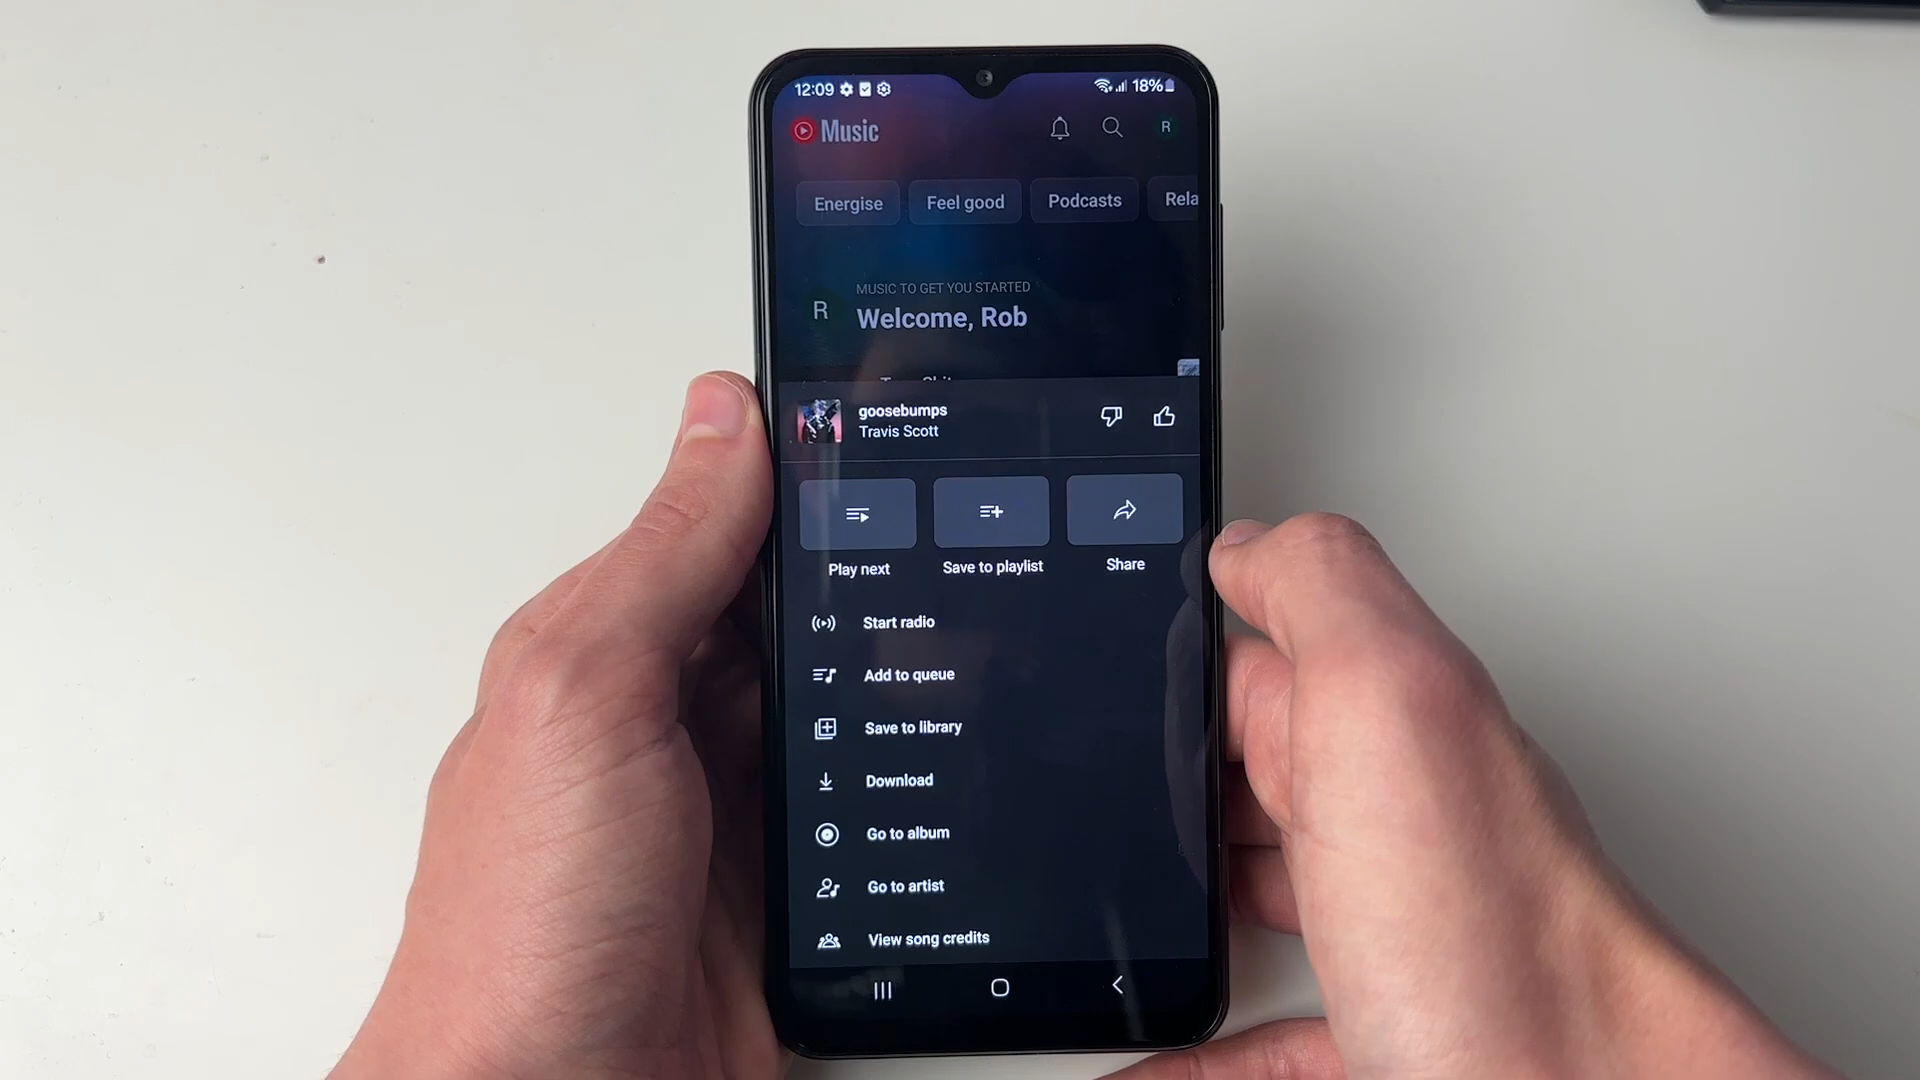 12:09 18%
Music R
Energise Feel good Podcasts Rela
MUSIC TO GET YOU STARTED
R Welcome, Rob
goosebumps
Travis Scott
Play next Save to playlist Share
Start radio
Add to queue
Save to library
Download
Go to album
Go to artist
View song credits